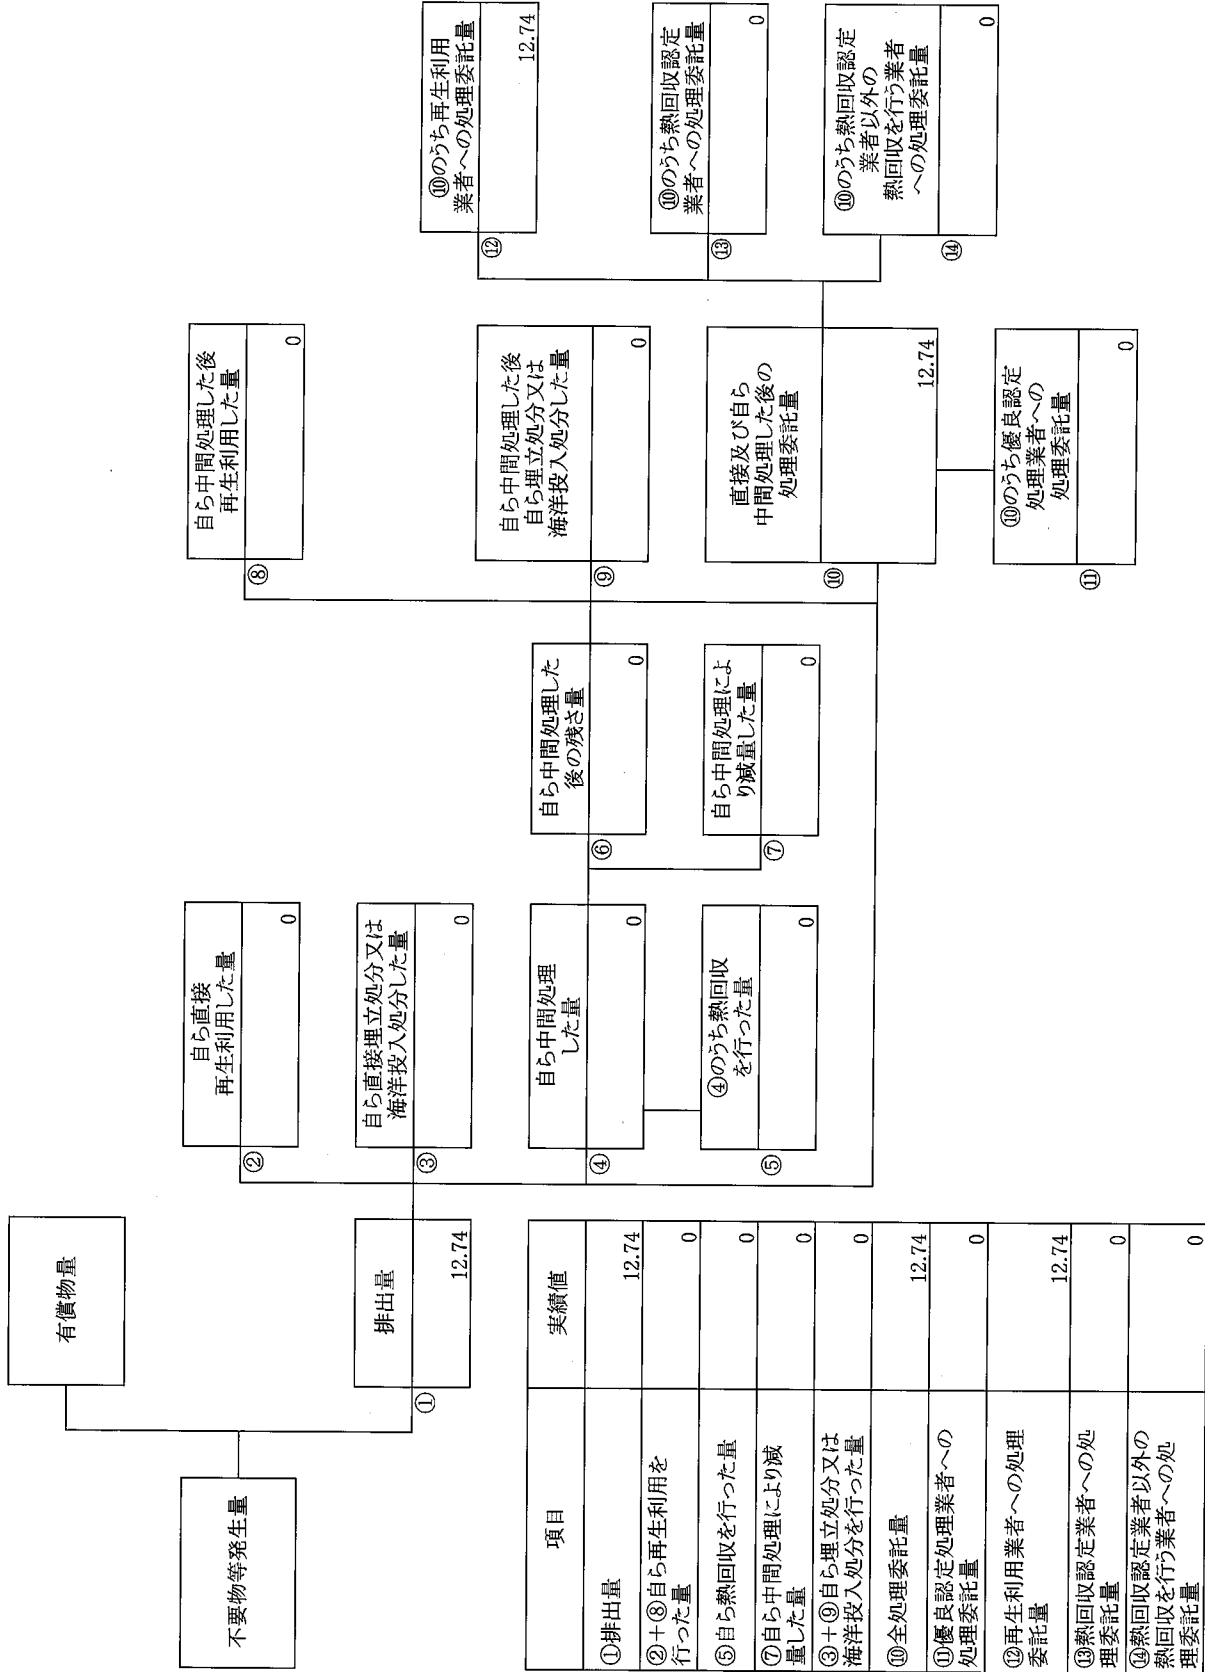 有償物量
不要物等発生量
排出量
①
12.74
自ら直接
再生利用した量
②
0
自ら直接埋立処分又は
海洋投入処分した量
③
0
自ら中間処理
した量
④
0
④のうち熱回収
を行った量
⑤
0
自ら中間処理した
後の残さ量
⑥
0
自ら中間処理によ
り減量した量
⑦
0
自ら中間処理した後
再生利用した量
⑧
0
自ら中間処理した後
自ら埋立処分又は
海洋投入処分した量
⑨
0
直接及び自ら
中間処理した後の
処理委託量
⑩
12.74
⑩のうち優良認定
処理業者への
処理委託量
⑪
0
⑩のうち再生利用
業者への処理委託量
⑫
12.74
⑩のうち熱回収認定
業者への処理委託量
⑬
0
⑩のうち熱回収認定
業者以外の
熱回収を行う業者
への処理委託量
⑭
0
項目 実績値
①排出量 12.74
②+⑧自ら再生利用を
行った量 0
⑤自ら熱回収を行った量 0
⑦自ら中間処理により減
量した量 0
③+⑨自ら埋立処分又は
海洋投入処分を行った量 0
⑩全処理委託量 12.74
⑪優良認定処理業者への
処理委託量 0
⑫再生利用業者への処理
委託量 12.74
⑬熱回収認定業者への処
理委託量 0
⑭熱回収認定業者以外の
熱回収を行う業者への処
理委託量 0